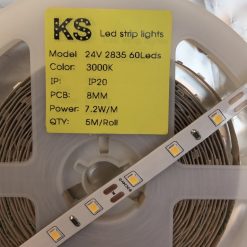 KS Led strip lights
Model: 24V 2835 60Leds
Color: 3000K
IP: IP20
PCB: 8MM
Power: 7.2W/M
QTY: 5M/Roll